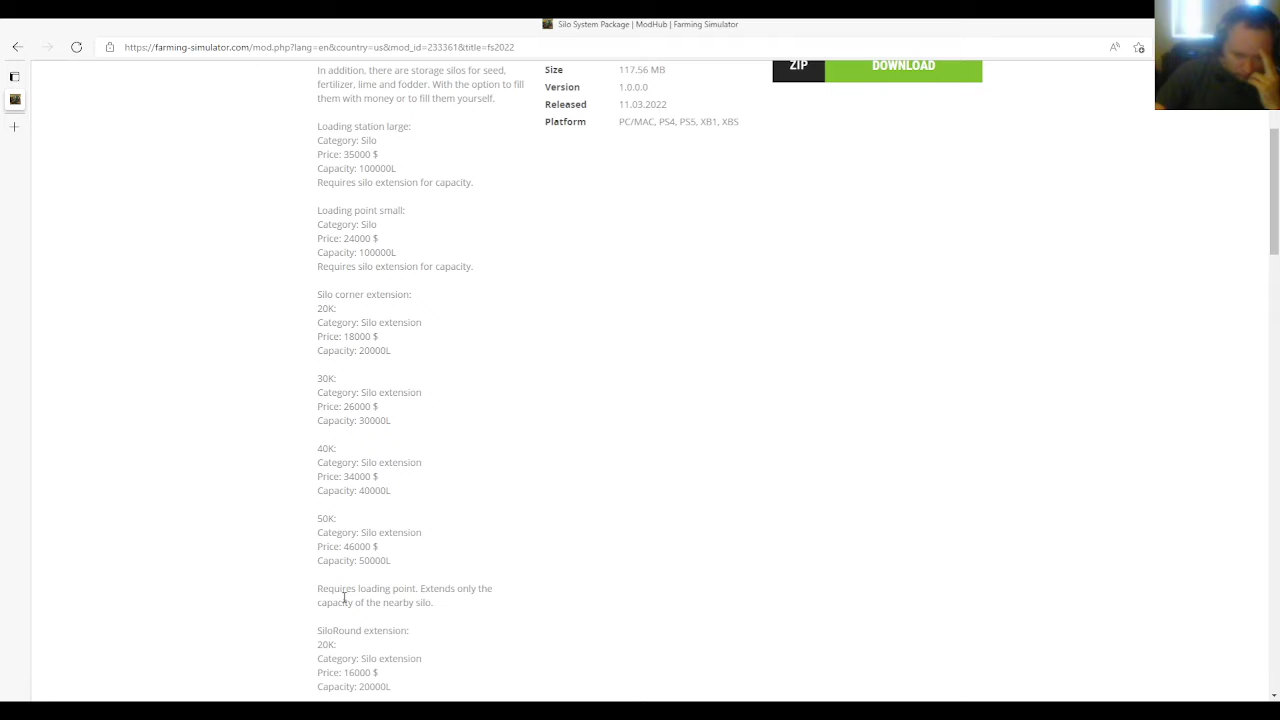 Silo System Package | ModHub | Farming Simulator
https://farming-simulator.com/mod.php?lang=en&country=us&mod_id=233361&title=fs2022
In addition, there are storage silos for seed,
fertilizer, lime and fodder. With the option to fill
them with money or to fill them yourself.
Size 117.56 MB
Version 1.0.0.0
Released 11.03.2022
Platform PC/MAC, PS4, PS5, XB1, XBS
ZIP DOWNLOAD
Loading station large:
Category: Silo
Price: 35000 $
Capacity: 100000L
Requires silo extension for capacity.
Loading point small:
Category: Silo
Price: 24000 $
Capacity: 100000L
Requires silo extension for capacity.
Silo corner extension:
20K:
Category: Silo extension
Price: 18000 $
Capacity: 20000L
30K:
Category: Silo extension
Price: 26000 $
Capacity: 30000L
40K:
Category: Silo extension
Price: 34000 $
Capacity: 40000L
50K:
Category: Silo extension
Price: 46000 $
Capacity: 50000L
Requires loading point. Extends only the
capacity of the nearby silo.
SiloRound extension:
20K:
Category: Silo extension
Price: 16000 $
Capacity: 20000L